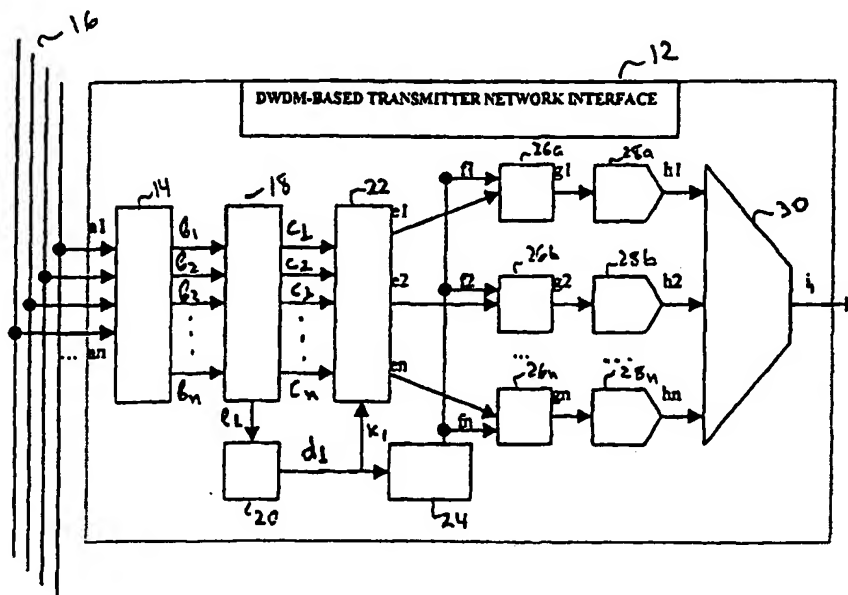 16
12
DWDM-BASED TRANSMITTER NETWORK INTERFACE
14
18
22
26a
28a
30
a1
b1
c1
e1
f1
g1
h1
b2
c2
e2
f2
26b
g2
28b
h2
i1
b3
c3
... an
bn
cn
en
fn
...
26n
gn
...
28n
hn
l1
k1
d1
20
24